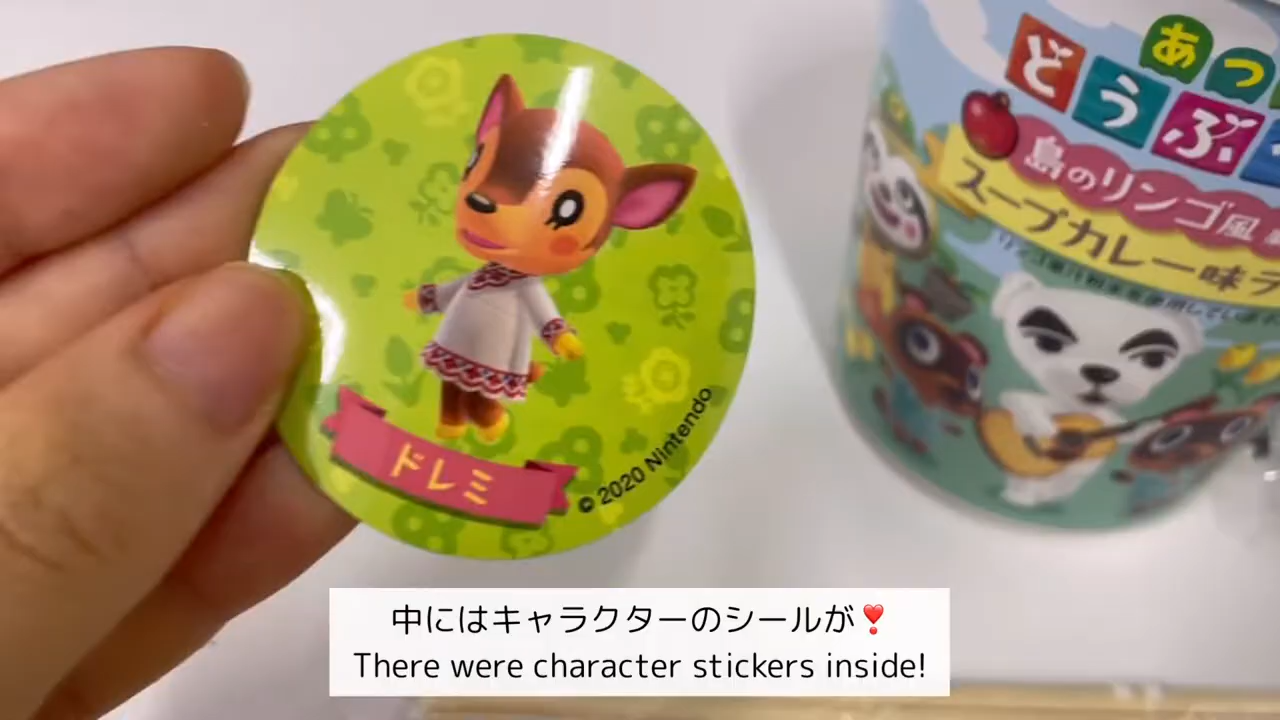 ドレミ
© 2020 Nintendo
あつ
どうぶ
島のリンゴ風
スープカレー味
中にはキャラクターのシールが❣️
There were character stickers inside!